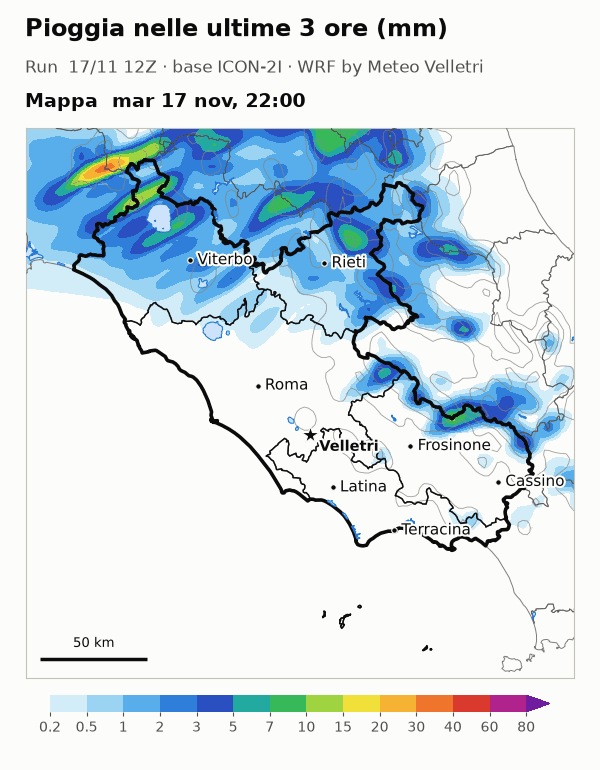 Pioggia nelle ultime 3 ore (mm)
Run  17/11 12Z · base ICON-2I · WRF by Meteo Velletri
Mappa  mar 17 nov, 22:00
Viterbo
Rieti
Roma
Velletri
Frosinone
Cassino
Latina
Terracina
50 km
0.2 0.5 1 2 3 5 7 10 15 20 30 40 60 80